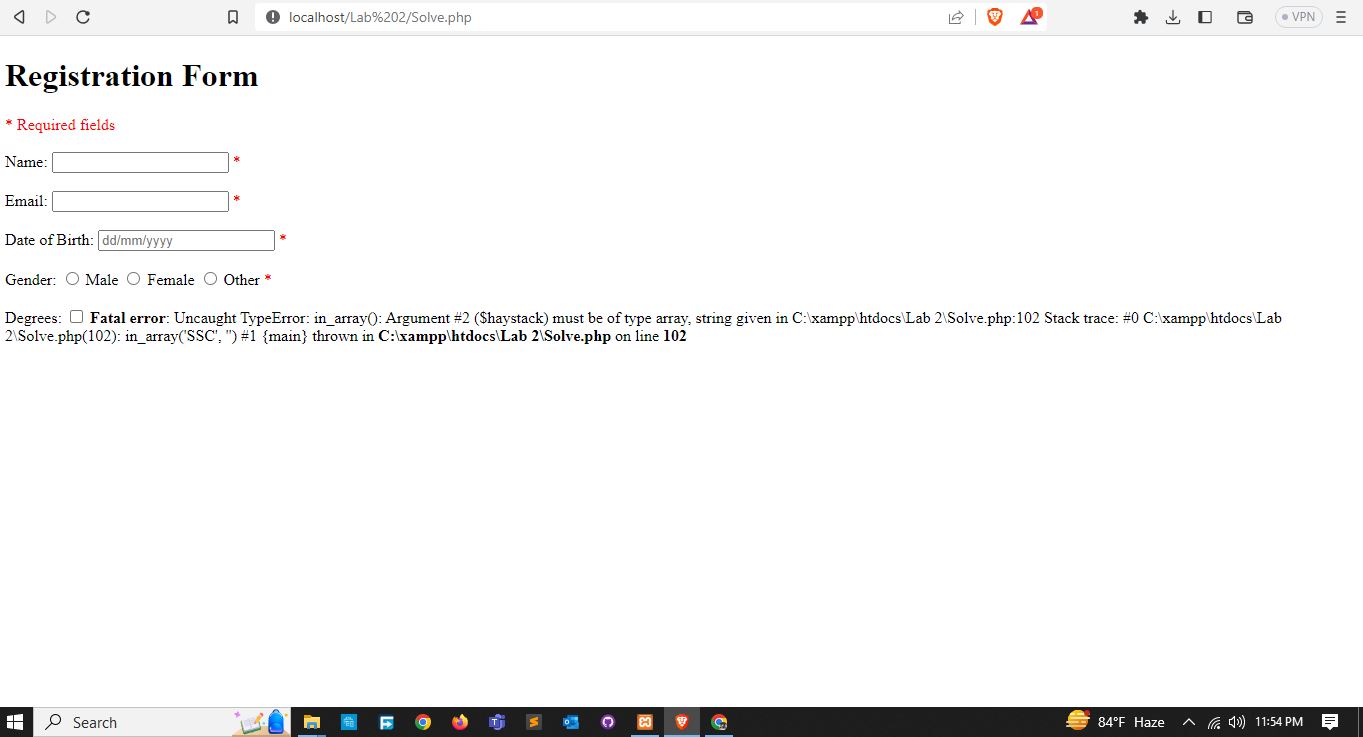 localhost/Lab%202/Solve.php
1
VPN
Registration Form
* Required fields
Name: *
Email: *
Date of Birth: dd/mm/yyyy *
Gender: Male Female Other *
Degrees: Fatal error: Uncaught TypeError: in_array(): Argument #2 ($haystack) must be of type array, string given in C:\xampp\htdocs\Lab 2\Solve.php:102 Stack trace: #0 C:\xampp\htdocs\Lab
2\Solve.php(102): in_array('SSC', '') #1 {main} thrown in C:\xampp\htdocs\Lab 2\Solve.php on line 102
Search
84°F Haze
11:54 PM